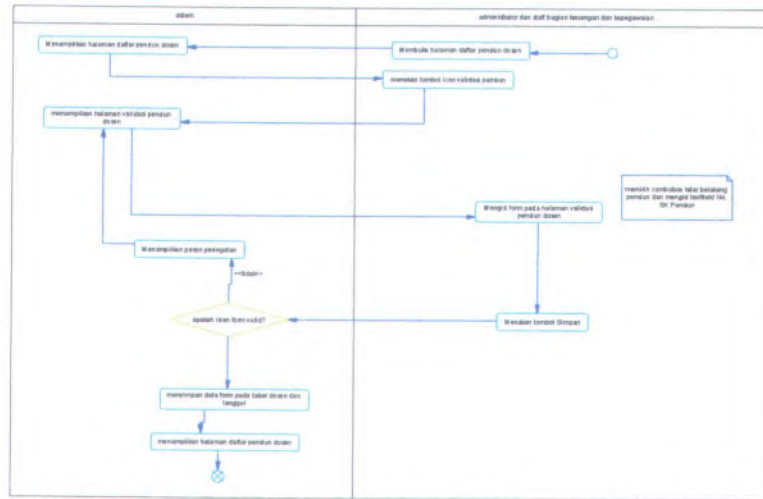 sistem
administrator dan staff bagian keuangan dan kepegawaian
Menampilkan halaman daftar pensiun dosen
Membuka halaman daftar pensiun dosen
menekan tombol icon validasi pensiun
menampilkan halaman validasi pensiun
dosen
Mengisi form pada halaman validasi
pensiun dosen
memilih combobox latar belakang
pensiun dan mengisi textfield No
SK Pensiun
Menampilkan pesan peringatan
<<tidak>>
apakah isian form valid?
Menekan tombol Simpan
menyimpan data form pada tabel dosen dan
tanggal
menampilkan halaman daftar pensiun dosen